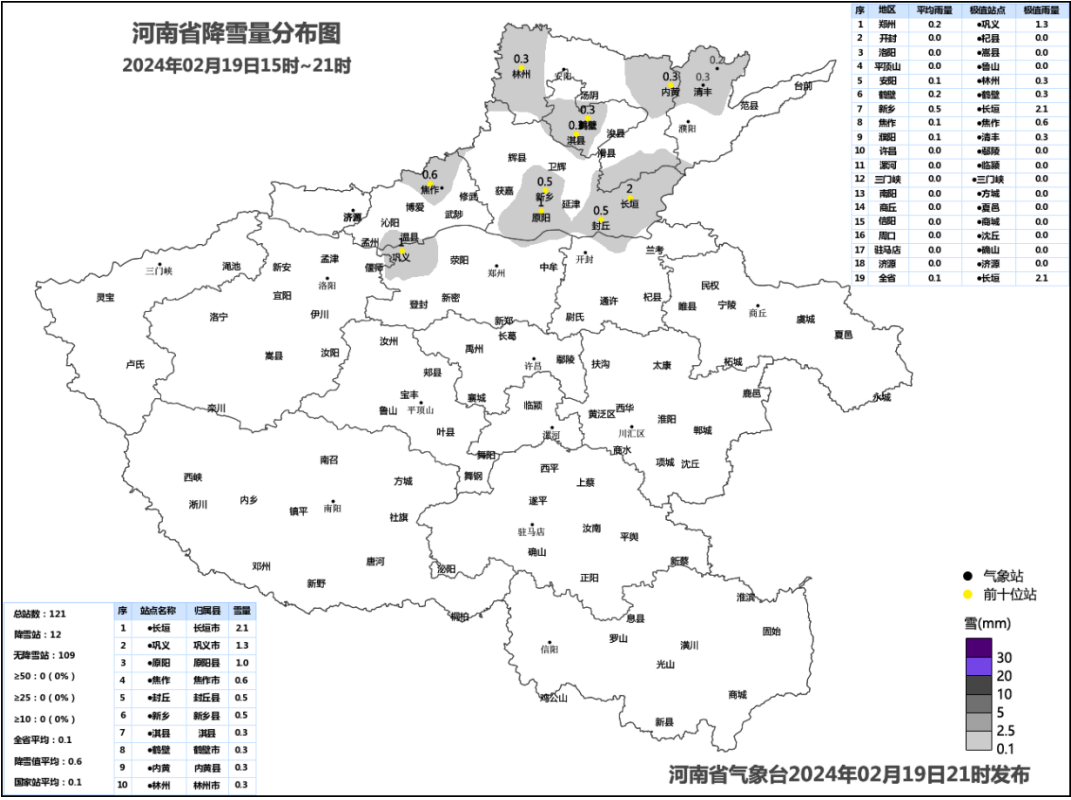 河南省降雪量分布图
2024年02月19日15时~21时
序 地区 平均雨量 极值站点 极值雨量
1 郑州 0.2 •巩义 1.3
2 开封 0.0 •杞县 0.0
3 洛阳 0.0 •嵩县 0.0
4 平顶山 0.0 •鲁山 0.0
5 安阳 0.1 •林州 0.3
6 鹤壁 0.2 •鹤壁 0.3
7 新乡 0.5 •长垣 2.1
8 焦作 0.1 •焦作 0.6
9 濮阳 0.1 •清丰 0.3
10 许昌 0.0 •鄢陵 0.0
11 漯河 0.0 •临颍 0.0
12 三门峡 0.0 •三门峡 0.0
13 南阳 0.0 •方城 0.0
14 商丘 0.0 •夏邑 0.0
15 信阳 0.0 •商城 0.0
16 周口 0.0 •沈丘 0.0
17 驻马店 0.0 •确山 0.0
18 济源 0.0 •济源 0.0
19 全省 0.1 •长垣 2.1
0.3
林州
安阳
汤阴
0.3
内黄
0.2
0.3
清丰
台前
范县
濮阳
0.3
鹤壁
淇县
浚县
滑县
辉县
卫辉
0.6
焦作
获嘉
修武
0.5
新乡
1
原阳
延津
2
长垣
0.5
封丘
博爱
武陟
沁阳
济源
孟州
温县
1
巩义
偃师
荥阳
郑州
中牟
开封
兰考
三门峡
渑池
新安
孟津
洛阳
灵宝
宜阳
洛宁
伊川
登封
新密
新郑
尉氏
通许
杞县
民权
睢县
宁陵
商丘
虞城
夏邑
卢氏
嵩县
汝阳
汝州
长葛
禹州
许昌
鄢陵
扶沟
太康
柘城
鹿邑
永城
郏县
宝丰
鲁山
平顶山
襄城
临颍
黄泛区
西华
淮阳
川汇区
郸城
栾川
叶县
漯河
商水
舞阳
舞钢
西平
上蔡
项城
沈丘
南召
西峡
淅川
内乡
镇平
南阳
方城
社旗
遂平
驻马店
汝南
平舆
确山
新蔡
邓州
新野
唐河
泌阳
正阳
桐柏
淮滨
息县
信阳
罗山
潢川
固始
光山
商城
鸡公山
新县
气象站
前十位站
雪(mm)
30
20
10
5
2.5
0.1
总站数：121
降雪站：12
无降雪站：109
≥50：0（0%）
≥25：0（0%）
≥10：0（0%）
全省平均：0.1
降雪值平均：0.6
国家站平均：0.1
序 站点名称 归属县 雪量
1 •长垣 长垣市 2.1
2 •巩义 巩义市 1.3
3 •原阳 原阳县 1.0
4 •焦作 焦作市 0.6
5 •封丘 封丘县 0.5
6 •新乡 新乡县 0.5
7 •淇县 淇县 0.3
8 •鹤壁 鹤壁市 0.3
9 •内黄 内黄县 0.3
10 •林州 林州市 0.3
河南省气象台2024年02月19日21时发布